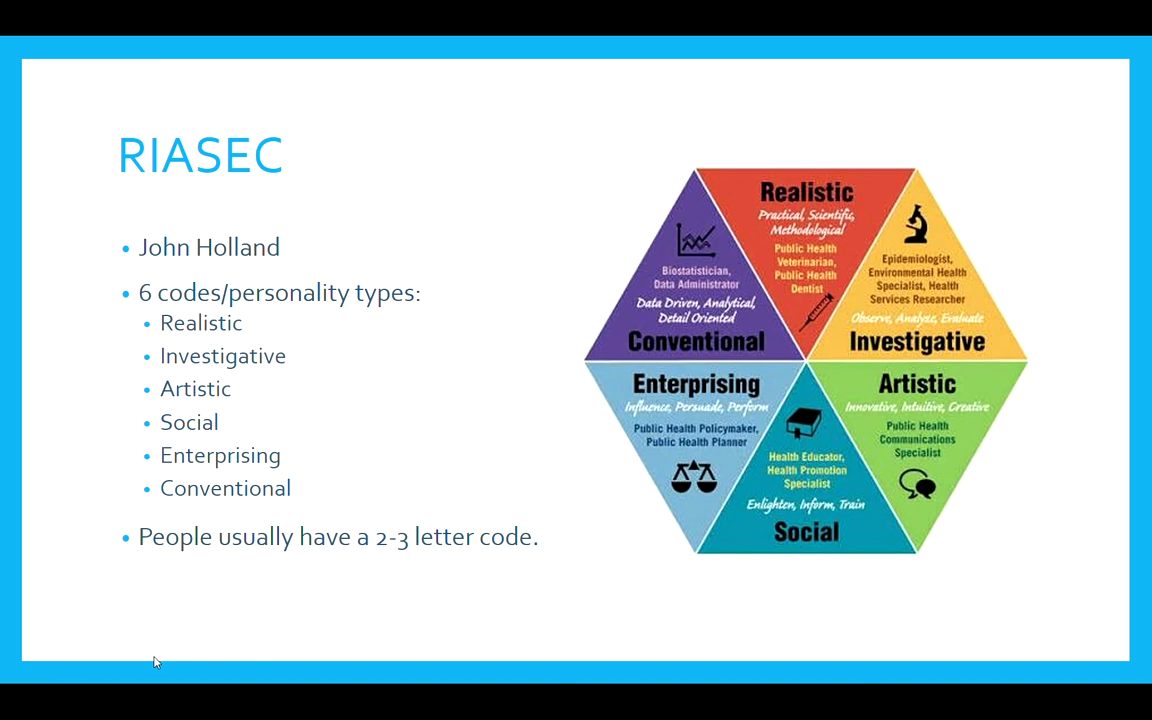 RIASEC
• John Holland
• 6 codes/personality types:
• Realistic
• Investigative
• Artistic
• Social
• Enterprising
• Conventional
• People usually have a 2-3 letter code.
Realistic
Practical, Scientific,
Methodological
Public Health
Veterinarian,
Public Health
Dentist
Epidemiologist,
Environmental Health
Specialist, Health
Services Researcher
Observe, Analyze, Evaluate
Investigative
Artistic
Innovative, Intuitive, Creative
Public Health
Communications
Specialist
Health Educator,
Health Promotion
Specialist
Enlighten, Inform, Train
Social
Enterprising
Influence, Persuade, Perform
Public Health Policymaker,
Public Health Planner
Biostatistician,
Data Administrator
Data Driven, Analytical,
Detail Oriented
Conventional